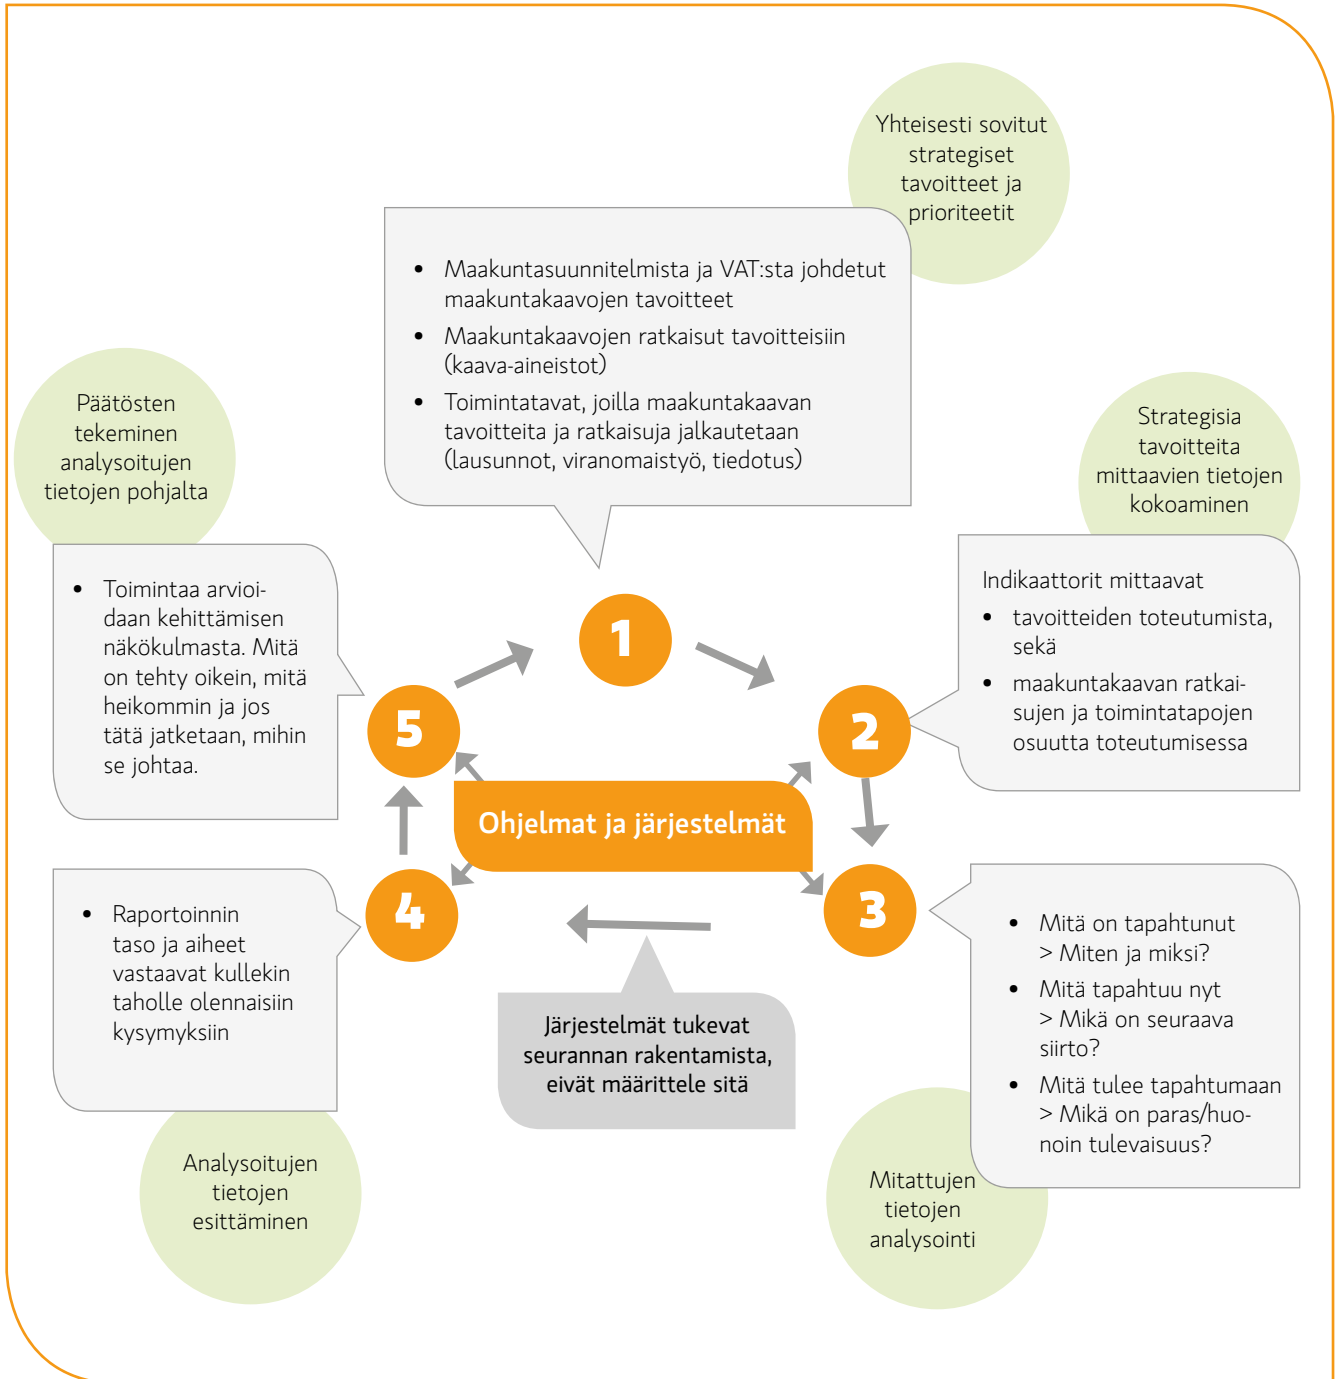 Yhteisesti sovitut
strategiset
tavoitteet ja
prioriteetit
• Maakuntasuunnitelmista ja VAT:sta johdetut
maakuntakaavojen tavoitteet
• Maakuntakaavojen ratkaisut tavoitteisiin
(kaava-aineistot)
• Toimintatavat, joilla maakuntakaavan
tavoitteita ja ratkaisuja jalkautetaan
(lausunnot, viranomaistyö, tiedotus)
1
Strategisia
tavoitteita
mittaavien tietojen
kokoaminen
Indikaattorit mittaavat
• tavoitteiden toteutumista,
sekä
• maakuntakaavan ratkai-
sujen ja toimintatapojen
osuutta toteutumisessa
2
3
• Mitä on tapahtunut
> Miten ja miksi?
• Mitä tapahtuu nyt
> Mikä on seuraava
siirto?
• Mitä tulee tapahtumaan
> Mikä on paras/huo-
noin tulevaisuus?
Mitattujen
tietojen
analysointi
Järjestelmät tukevat
seurannan rakentamista,
eivät määrittele sitä
4
• Raportoinnin
taso ja aiheet
vastaavat kullekin
taholle olennaisiin
kysymyksiin
Analysoitujen
tietojen
esittäminen
Päätösten
tekeminen
analysoitujen
tietojen pohjalta
• Toimintaa arvioi-
daan kehittämisen
näkökulmasta. Mitä
on tehty oikein, mitä
heikommin ja jos
tätä jatketaan, mihin
se johtaa.
5
Ohjelmat ja järjestelmät